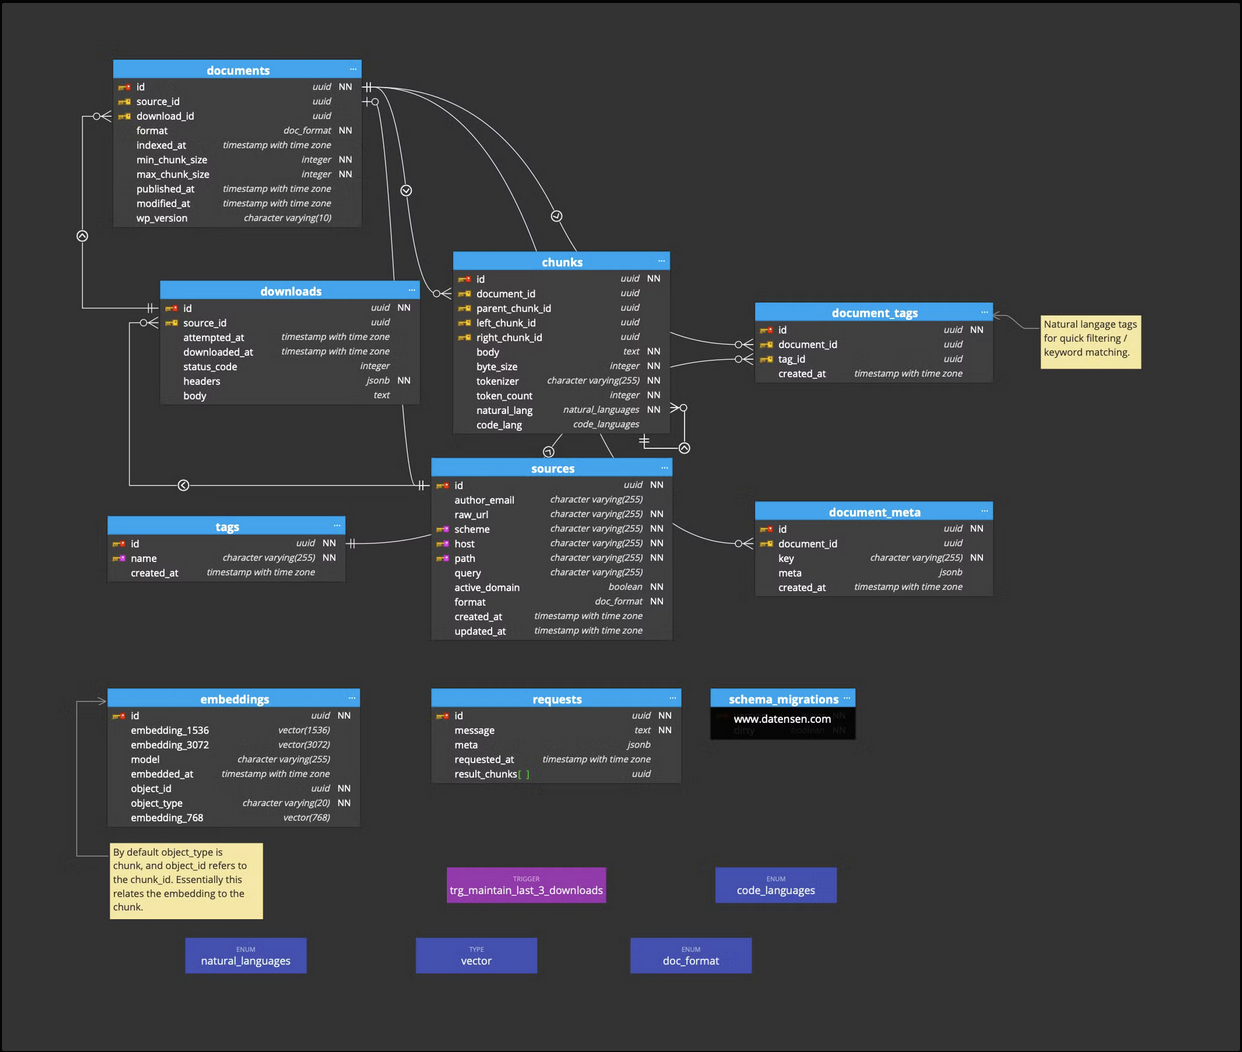 documents ...
id uuid NN
source_id uuid
download_id uuid
format doc_format NN
indexed_at timestamp with time zone
min_chunk_size integer NN
max_chunk_size integer NN
published_at timestamp with time zone
modified_at timestamp with time zone
wp_version character varying(10)
chunks ...
id uuid NN
document_id uuid
parent_chunk_id uuid
left_chunk_id uuid
right_chunk_id uuid
body text NN
byte_size integer NN
tokenizer character varying(255) NN
token_count integer NN
natural_lang natural_languages NN
code_lang code_languages
downloads ...
id uuid NN
source_id uuid
attempted_at timestamp with time zone
downloaded_at timestamp with time zone
status_code integer
headers jsonb NN
body text
document_tags ...
id uuid NN
document_id uuid
tag_id uuid
created_at timestamp with time zone
Natural langage tags
for quick filtering /
keyword matching.
sources ...
id uuid NN
author_email character varying(255)
raw_url character varying(255) NN
scheme character varying(255) NN
host character varying(255) NN
path character varying(255) NN
query character varying(255)
active_domain boolean NN
format doc_format NN
created_at timestamp with time zone
updated_at timestamp with time zone
tags ...
id uuid NN
name character varying(255) NN
created_at timestamp with time zone
document_meta ...
id uuid NN
document_id uuid
key character varying(255) NN
meta jsonb
created_at timestamp with time zone
embeddings ...
id uuid NN
embedding_1536 vector(1536)
embedding_3072 vector(3072)
model character varying(255)
embedded_at timestamp with time zone
object_id uuid NN
object_type character varying(20) NN
embedding_768 vector(768)
requests ...
id uuid NN
message text NN
meta jsonb
requested_at timestamp with time zone
result_chunks[ ] uuid
schema_migrations ...
www.datensen.com
dirty boolean NN
By default object_type is
chunk, and object_id refers to
the chunk_id. Essentially this
relates the embedding to the
chunk.
TRIGGER
trg_maintain_last_3_downloads
ENUM
code_languages
ENUM
natural_languages
TYPE
vector
ENUM
doc_format